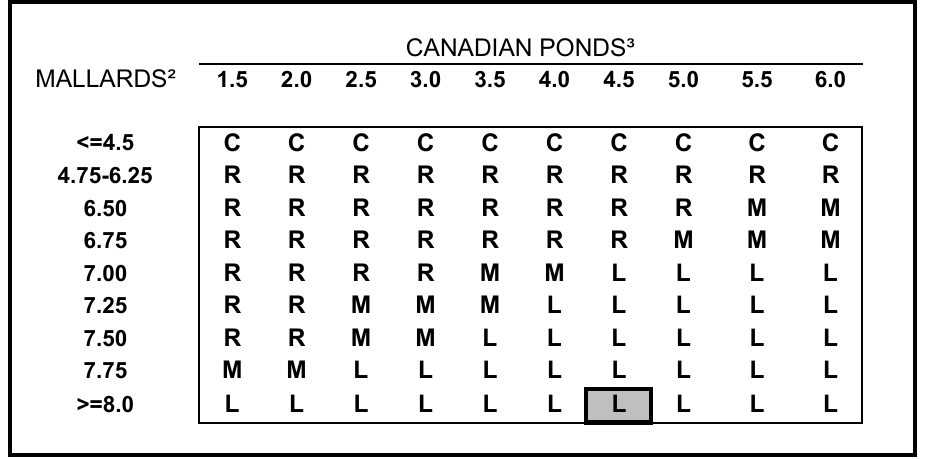 CANADIAN PONDS³
MALLARDS² 1.5 2.0 2.5 3.0 3.5 4.0 4.5 5.0 5.5 6.0
<=4.5 C C C C C C C C C C
4.75-6.25 R R R R R R R R R R
6.50 R R R R R R R R M M
6.75 R R R R R R R M M M
7.00 R R R R M M L L L L
7.25 R R M M M L L L L L
7.50 R R M M L L L L L L
7.75 M M L L L L L L L L
>=8.0 L L L L L L L L L L